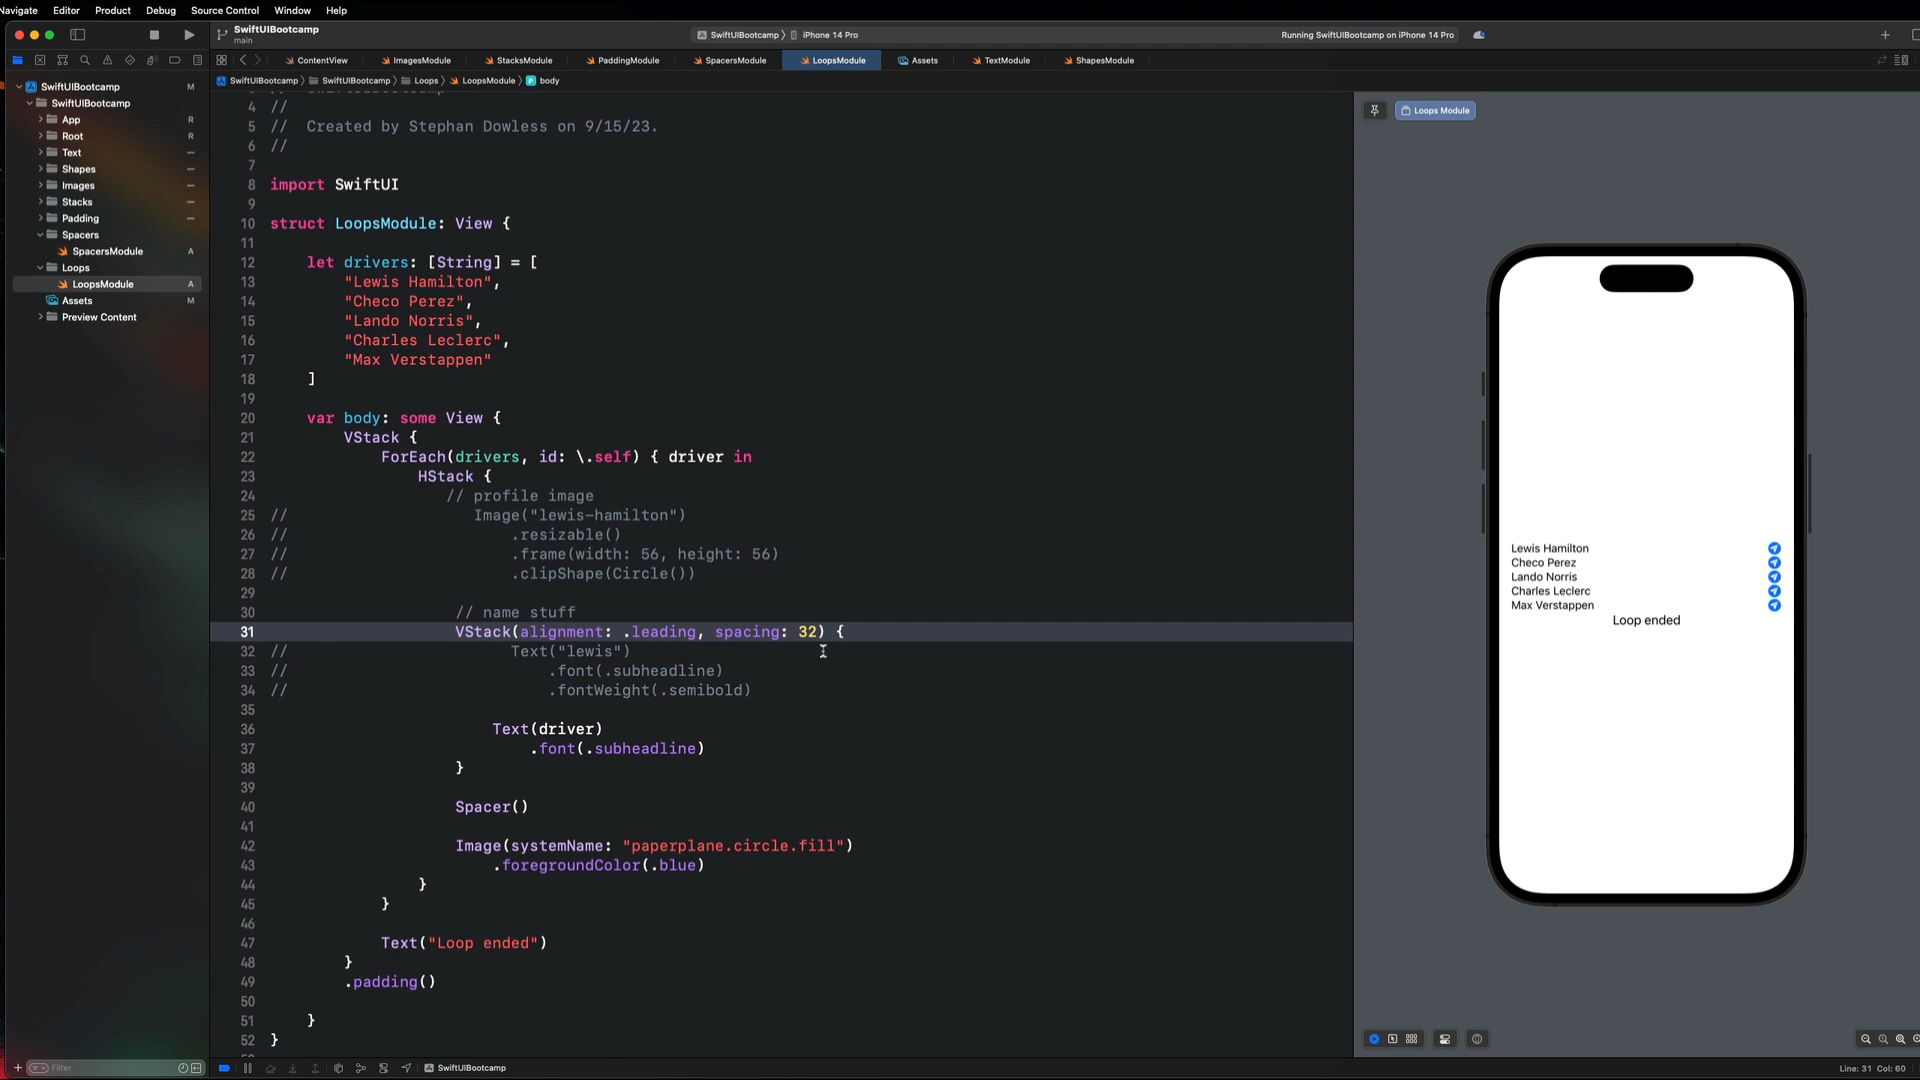 Navigate Editor Product Debug Source Control Window Help
SwiftUIBootcamp
main
SwiftUIBootcamp 〉 iPhone 14 Pro
Running SwiftUIBootcamp on iPhone 14 Pro
ContentView ImagesModule StacksModule PaddingModule SpacersModule LoopsModule Assets TextModule ShapesModule
SwiftUIBootcamp 〉 SwiftUIBootcamp 〉 Loops 〉 LoopsModule 〉 body
SwiftUIBootcamp M
SwiftUIBootcamp
App R
Root R
Text
Shapes
Images
Stacks
Padding
Spacers
SpacersModule A
Loops
LoopsModule A
Assets M
Preview Content
Filter
4 //
5 // Created by Stephan Dowless on 9/15/23.
6 //
7
8 import SwiftUI
9
10 struct LoopsModule: View {
11
12 let drivers: [String] = [
13 "Lewis Hamilton",
14 "Checo Perez",
15 "Lando Norris",
16 "Charles Leclerc",
17 "Max Verstappen"
18 ]
19
20 var body: some View {
21 VStack {
22 ForEach(drivers, id: \.self) { driver in
23 HStack {
24 // profile image
25 // Image("lewis-hamilton")
26 // .resizable()
27 // .frame(width: 56, height: 56)
28 // .clipShape(Circle())
29
30 // name stuff
31 VStack(alignment: .leading, spacing: 32) {
32 // Text("lewis")
33 // .font(.subheadline)
34 // .fontWeight(.semibold)
35
36 Text(driver)
37 .font(.subheadline)
38 }
39
40 Spacer()
41
42 Image(systemName: "paperplane.circle.fill")
43 .foregroundColor(.blue)
44 }
45 }
46
47 Text("Loop ended")
48 }
49 .padding()
50
51 }
52 }
Loops Module
Lewis Hamilton
Checo Perez
Lando Norris
Charles Leclerc
Max Verstappen
Loop ended
SwiftUIBootcamp
Line: 31 Col: 60